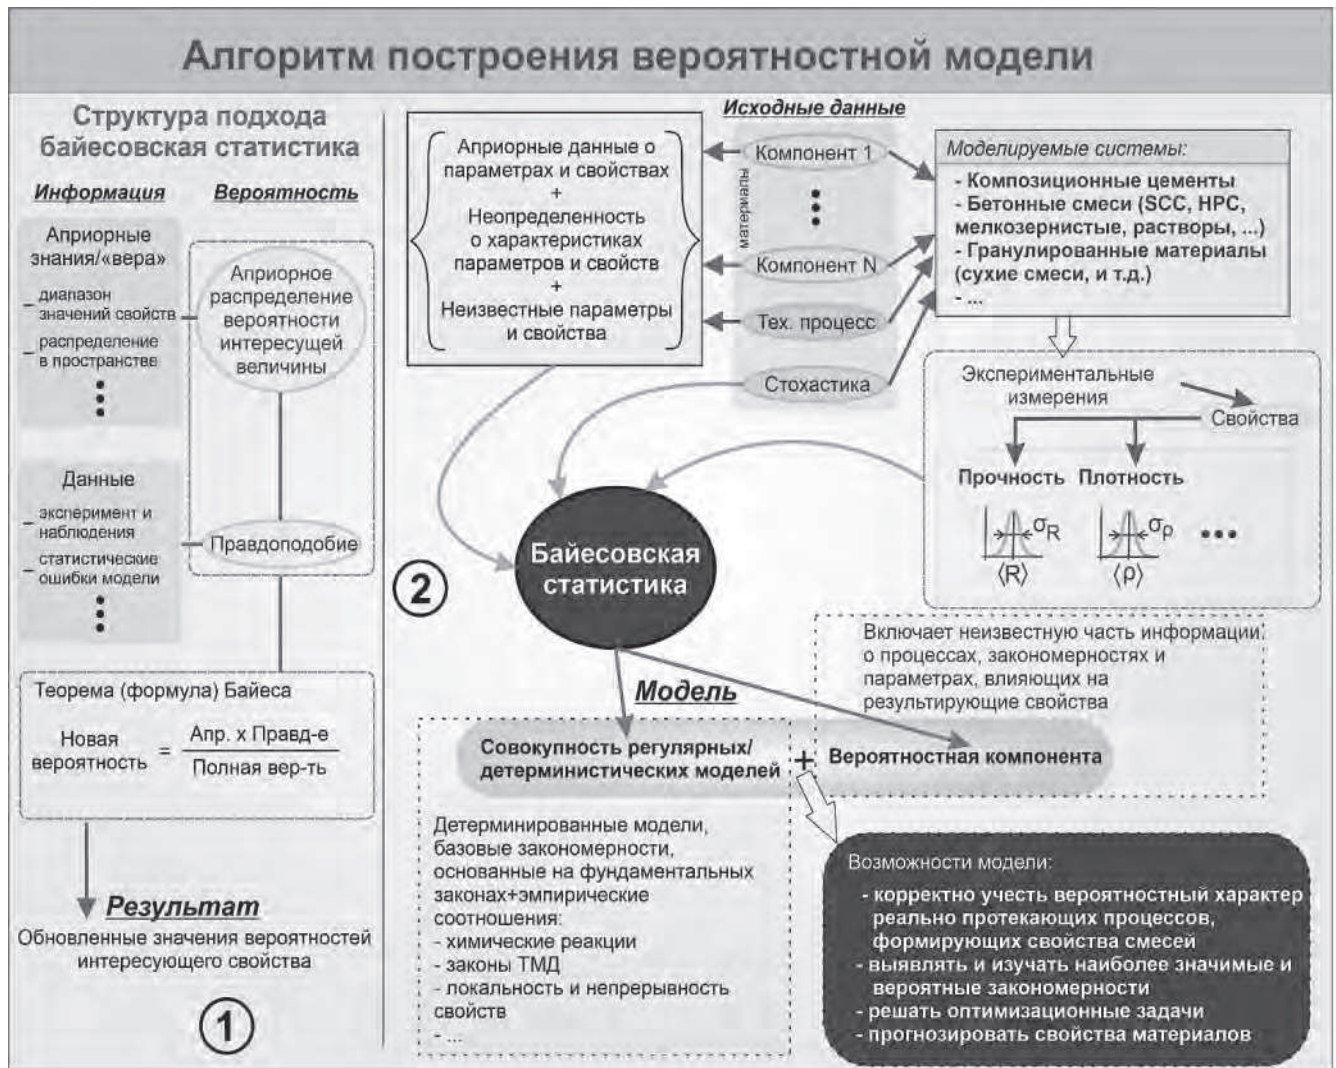 Алгоритм построения вероятностной модели
Структура подхода
байесовская статистика
Информация
Вероятность
Априорные
знания/«вера»
– диапазон
значений свойств
– распределение
в пространстве
Априорное
распределение
вероятности
интересущей
величины
Данные
– эксперимент и
наблюдения
– статистические
ошибки модели
Правдоподобие
Теорема (формула) Байеса
Новая
вероятность
=
Апр. x Правд-е
Полная вер-ть
Результат
Обновленные значения вероятностей
интересующего свойства
1
Исходные данные
Априорные данные о
параметрах и свойствах
+
Неопределенность
о характеристиках
параметров и свойств
+
Неизвестные параметры
и свойства
материалы
Компонент 1
Компонент N
Тех. процесс
Стохастика
Моделируемые системы:
- Композиционные цементы
- Бетонные смеси (SCC, HPC,
мелкозернистые, растворы, ...)
- Гранулированные материалы
(сухие смеси, и т.д.)
- ...
Экспериментальные
измерения
Свойства
Прочность
Плотность
σR
σρ
⟨R⟩
⟨ρ⟩
Байесовская
статистика
2
Включает неизвестную часть информации
о процессах, закономерностях и
параметрах, влияющих на
результирующие свойства
Модель
Совокупность регулярных/
детерминистических моделей
+
Вероятностная компонента
Детерминированные модели,
базовые закономерности,
основанные на фундаментальных
законах+эмпирические
соотношения:
- химические реакции
- законы ТМД
- локальность и непрерывность
свойств
- ...
Возможности модели:
- корректно учесть вероятностный характер
реально протекающих процессов,
формирующих свойства смесей
- выявлять и изучать наиболее значимые и
вероятные закономерности
- решать оптимизационные задачи
- прогнозировать свойства материалов